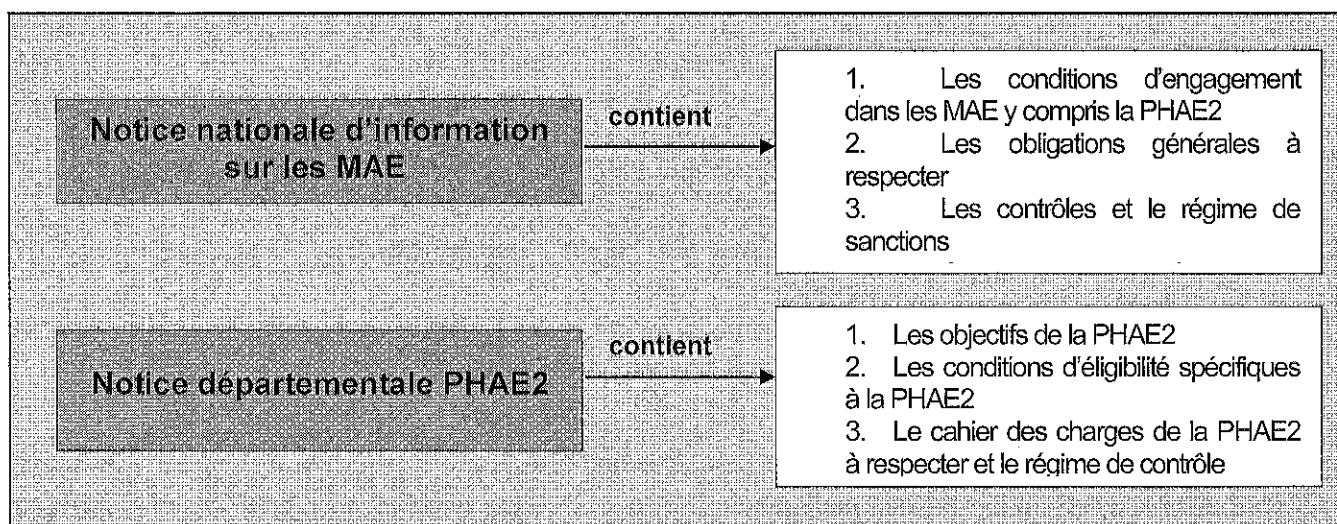 Notice nationale d'information
sur les MAE
contient
1. Les conditions d'engagement
dans les MAE y compris la PHAE2
2. Les obligations générales à
respecter
3. Les contrôles et le régime de
sanctions
Notice départementale PHAE2
contient
1. Les objectifs de la PHAE2
2. Les conditions d'éligibilité spécifiques
à la PHAE2
3. Le cahier des charges de la PHAE2
à respecter et le régime de contrôle